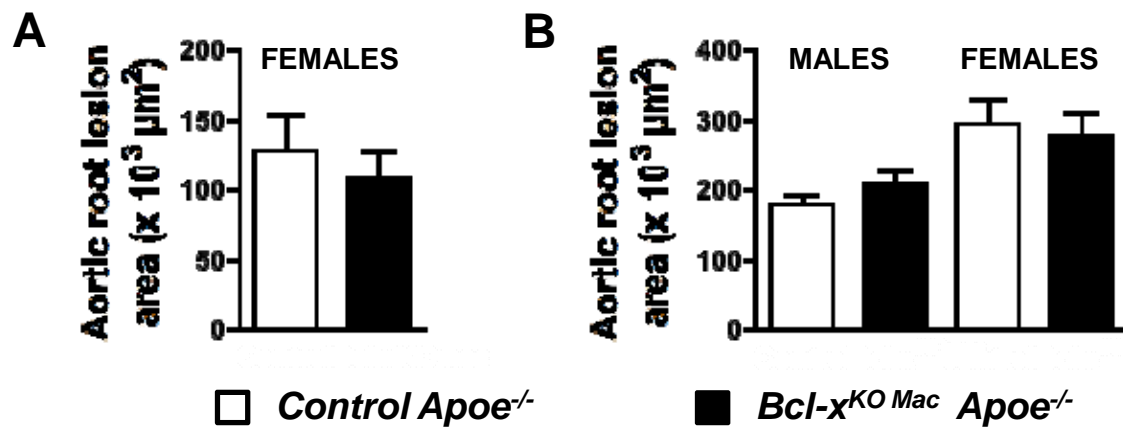 A
Aortic root lesion
area (x 10³ µm²)
200
150
100
50
0
FEMALES
B
Aortic root lesion
area (x 10³ µm²)
400
300
200
100
0
MALES
FEMALES
Control Apoe⁻/⁻
Bcl-xᴷᴼ ᴹᵃᶜ Apoe⁻/⁻